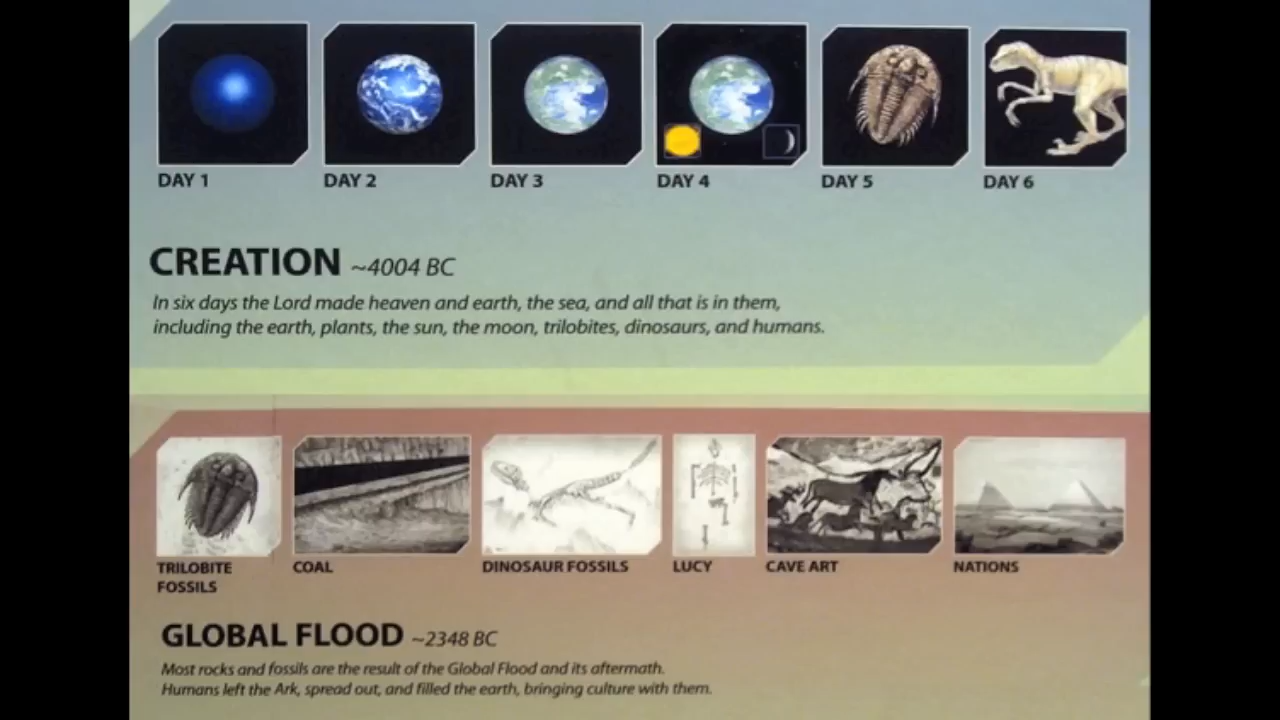 DAY 1
DAY 2
DAY 3
DAY 4
DAY 5
DAY 6
CREATION ~4004 BC
In six days the Lord made heaven and earth, the sea, and all that is in them,
including the earth, plants, the sun, the moon, trilobites, dinosaurs, and humans.
TRILOBITE
FOSSILS
COAL
DINOSAUR FOSSILS
LUCY
CAVE ART
NATIONS
GLOBAL FLOOD ~2348 BC
Most rocks and fossils are the result of the Global Flood and its aftermath.
Humans left the Ark, spread out, and filled the earth, bringing culture with them.